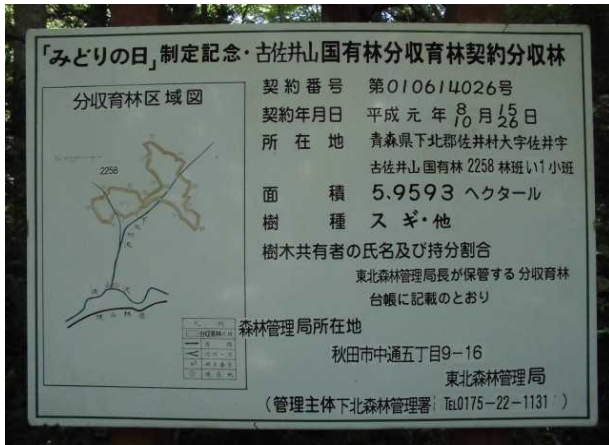 「みどりの日」制定記念・古佐井山国有林分収育林契約分収林
分収育林区域図
2258
契約番号 第010614026号
契約年月日 平成元年8/10月15/26日
所在地 青森県下北郡佐井村大字佐井字
古佐井山国有林2258林班い1小班
面積 5.9593ヘクタール
樹種 スギ・他
樹木共有者の氏名及び持分割合
東北森林管理局長が保管する分収育林
台帳に記載のとおり
森林管理局所在地
秋田市中通五丁目9-16
東北森林管理局
(管理主体下北森林管理署 TEL0175-22-1131)